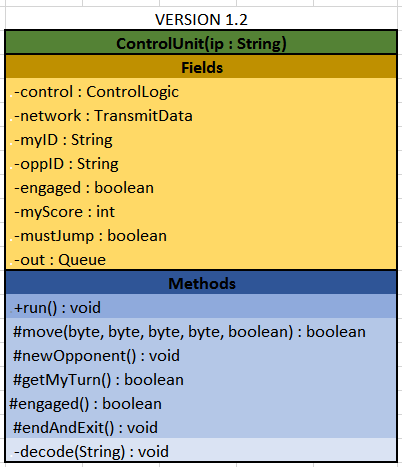 VERSION 1.2
ControlUnit(ip : String)
Fields
-control : ControlLogic
-network : TransmitData
-myID : String
-oppID : String
-engaged : boolean
-myScore : int
-mustJump : boolean
-out : Queue
Methods
+run() : void
#move(byte, byte, byte, byte, boolean) : boolean
#newOpponent() : void
#getMyTurn() : boolean
#engaged() : boolean
#endAndExit() : void
-decode(String) : void